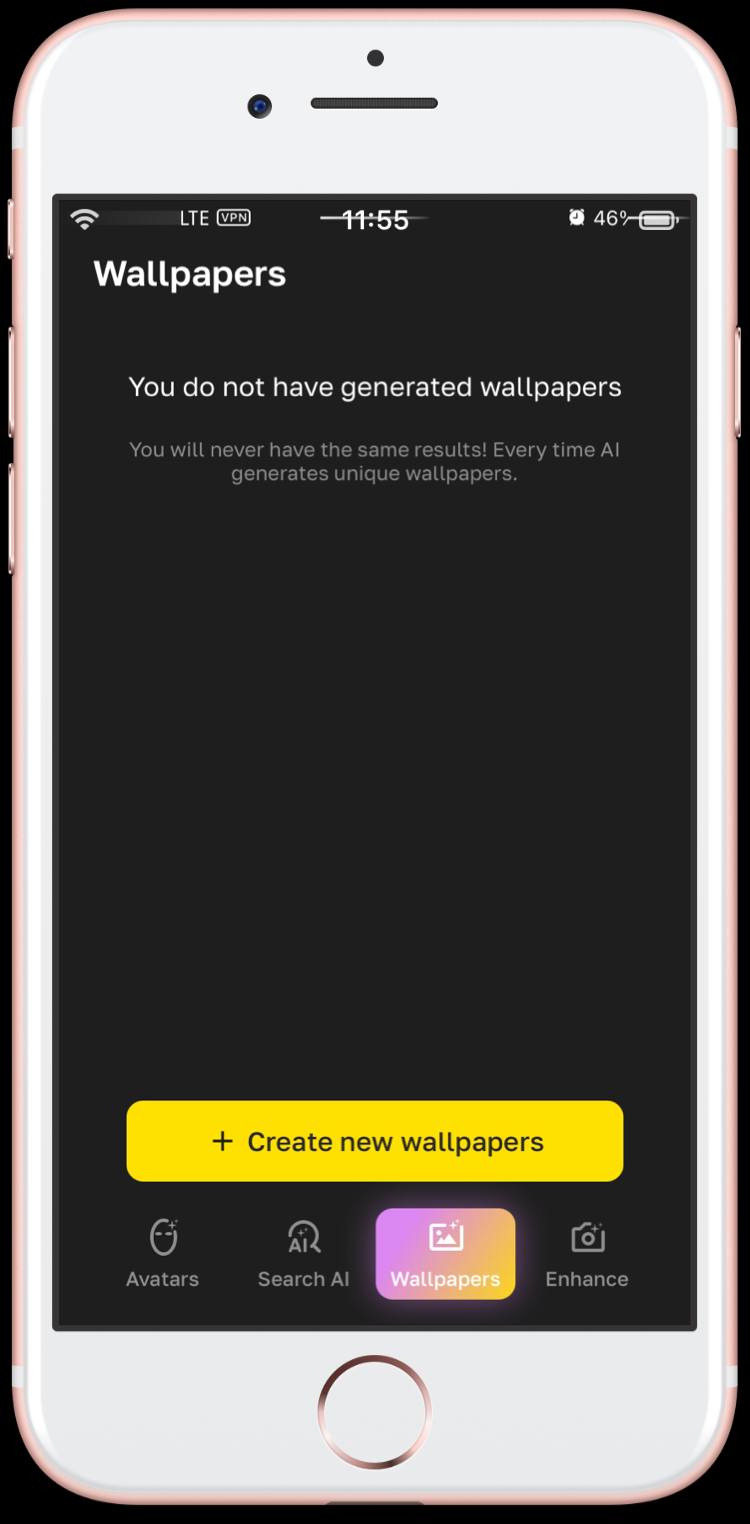 LTE VPN 11:55 46%
Wallpapers
You do not have generated wallpapers
You will never have the same results! Every time AI
generates unique wallpapers.
+ Create new wallpapers
AI
Avatars Search AI Wallpapers Enhance